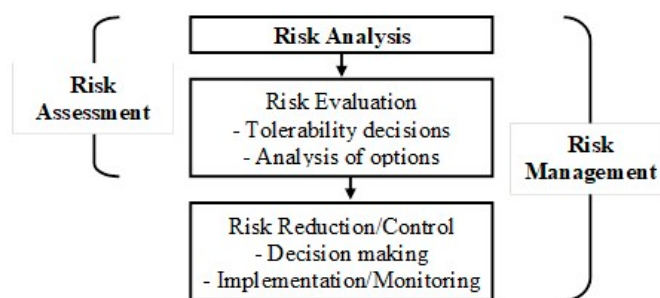 Risk Analysis
Risk
Assessment
Risk Evaluation
- Tolerability decisions
- Analysis of options
Risk
Management
Risk Reduction/Control
- Decision making
- Implementation/Monitoring